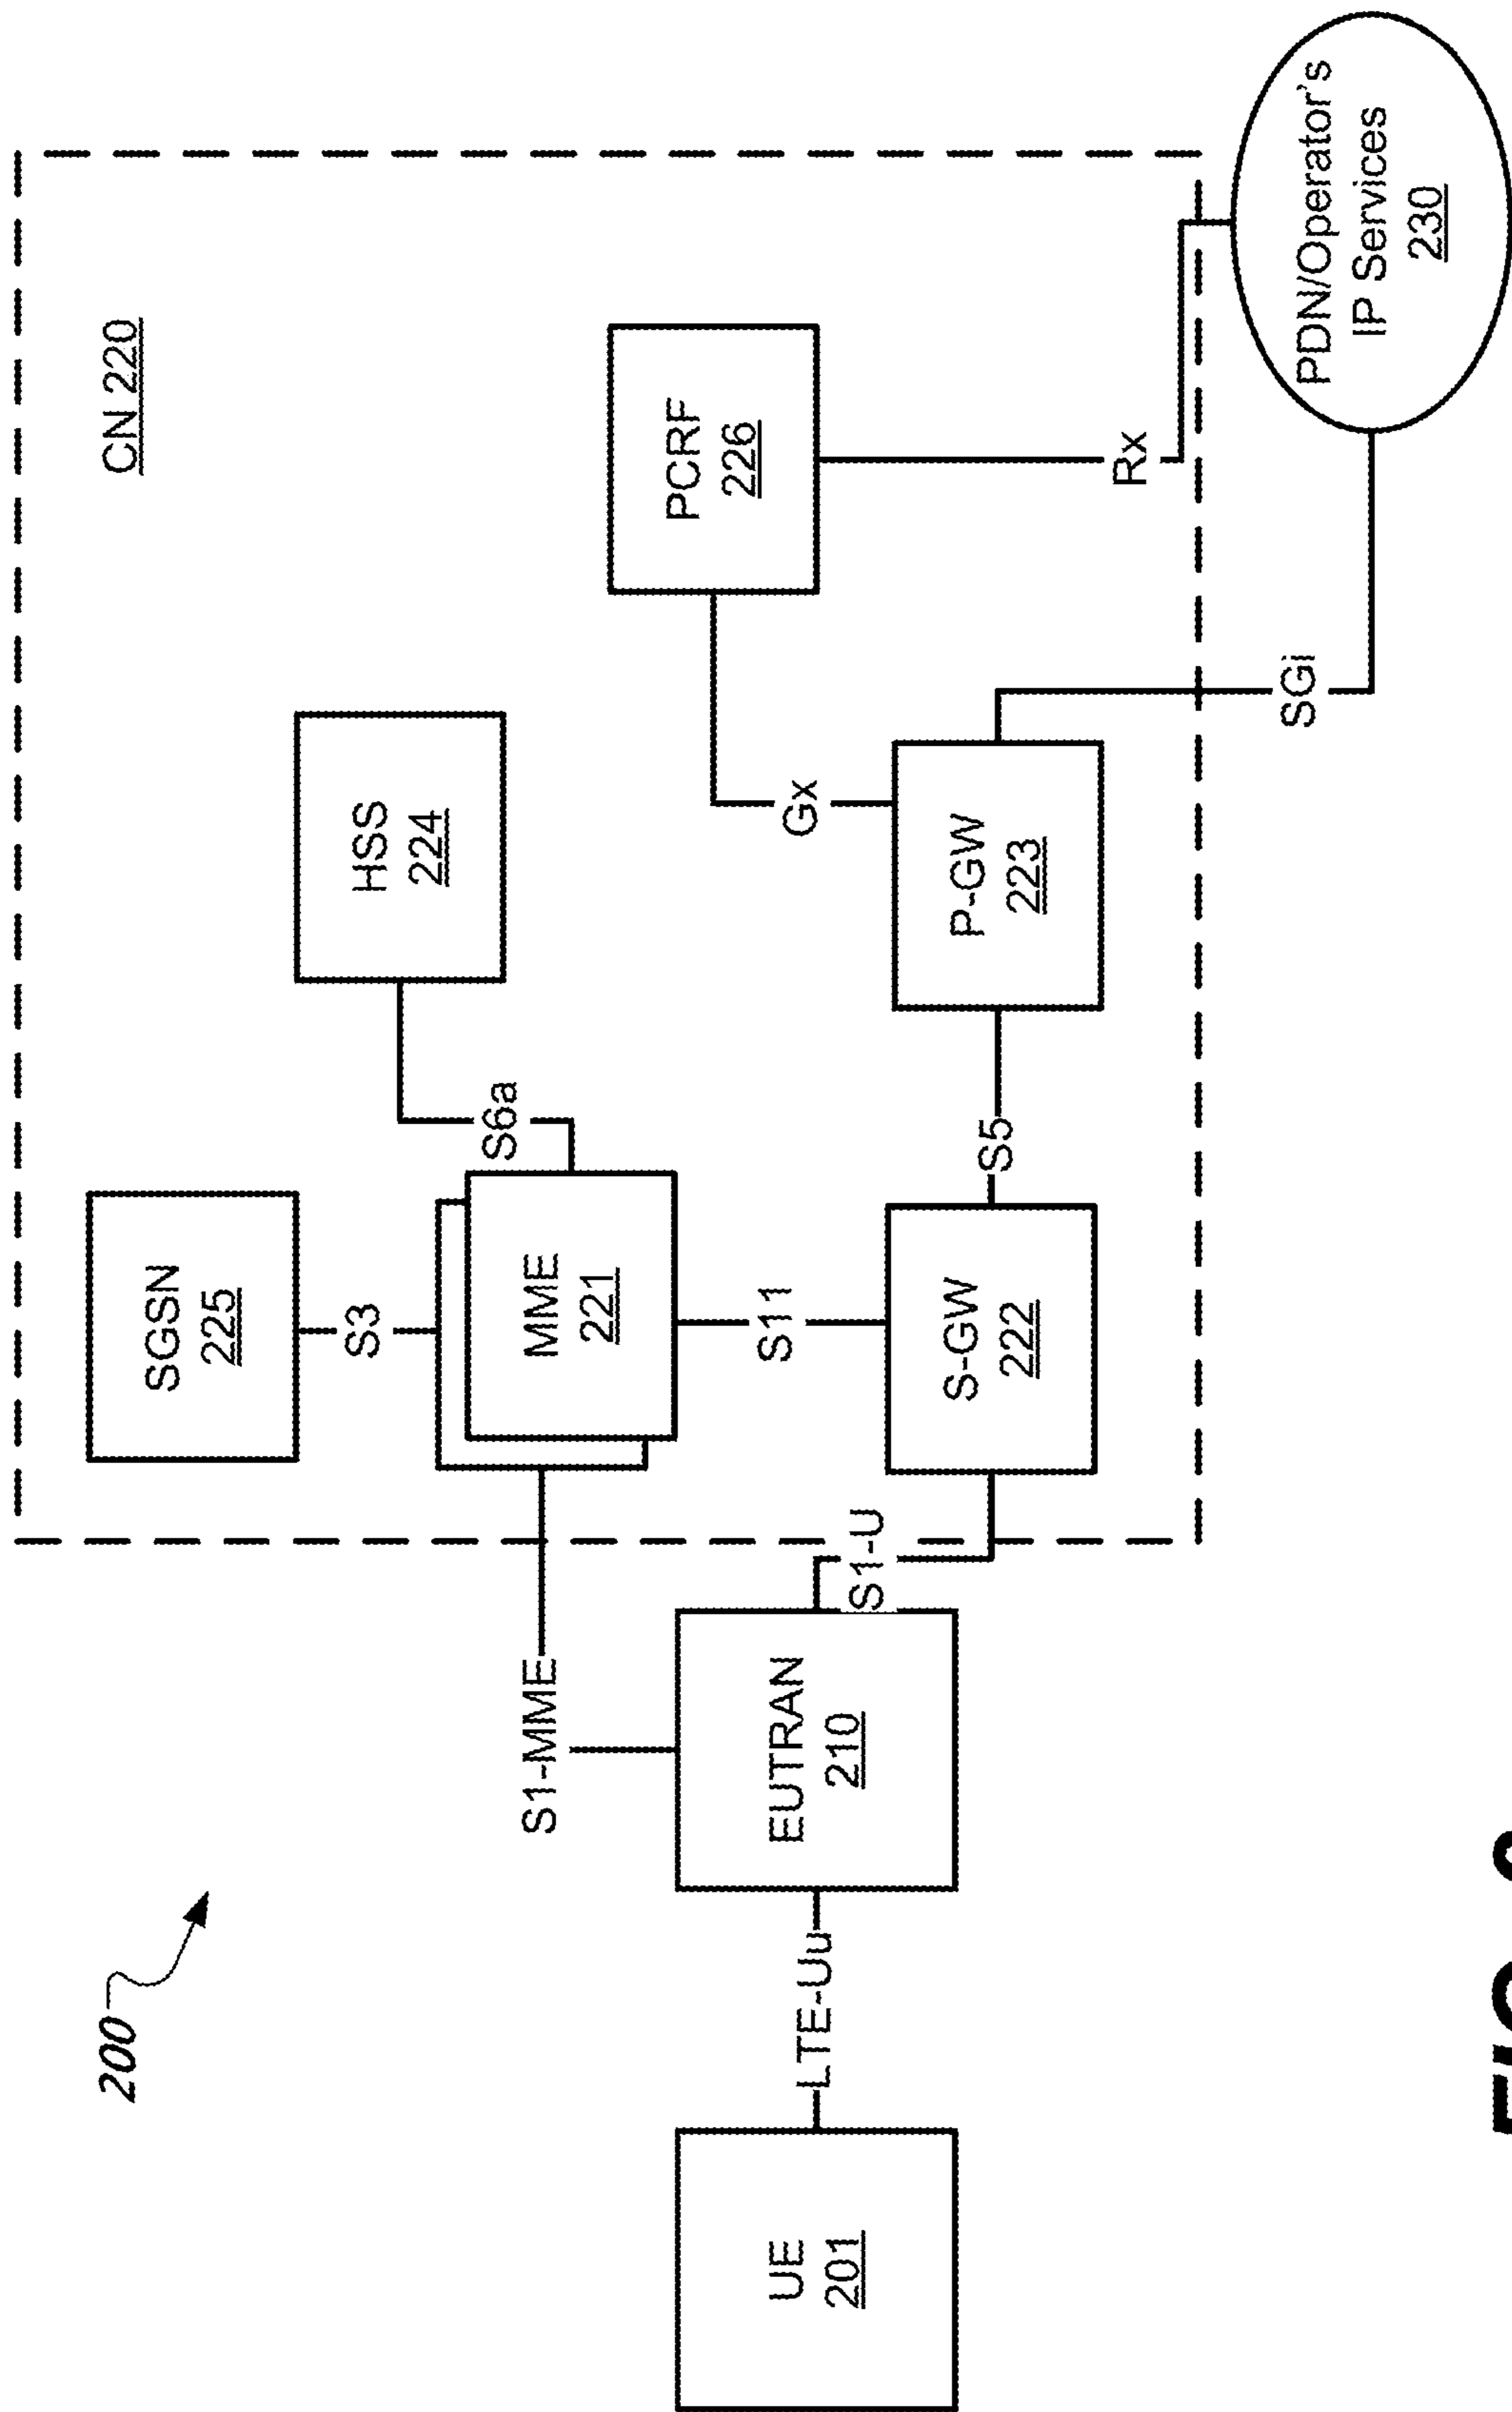 200
CN 220
SGSN
225
S3
HSS
224
S6a
S1-MME
MME
221
PCRF
226
S11
Gx
UE
201
LTE-Uu
EUTRAN
210
S1-U
S-GW
222
S5
P-GW
223
Rx
SGi
PDN/Operator's
IP Services
230